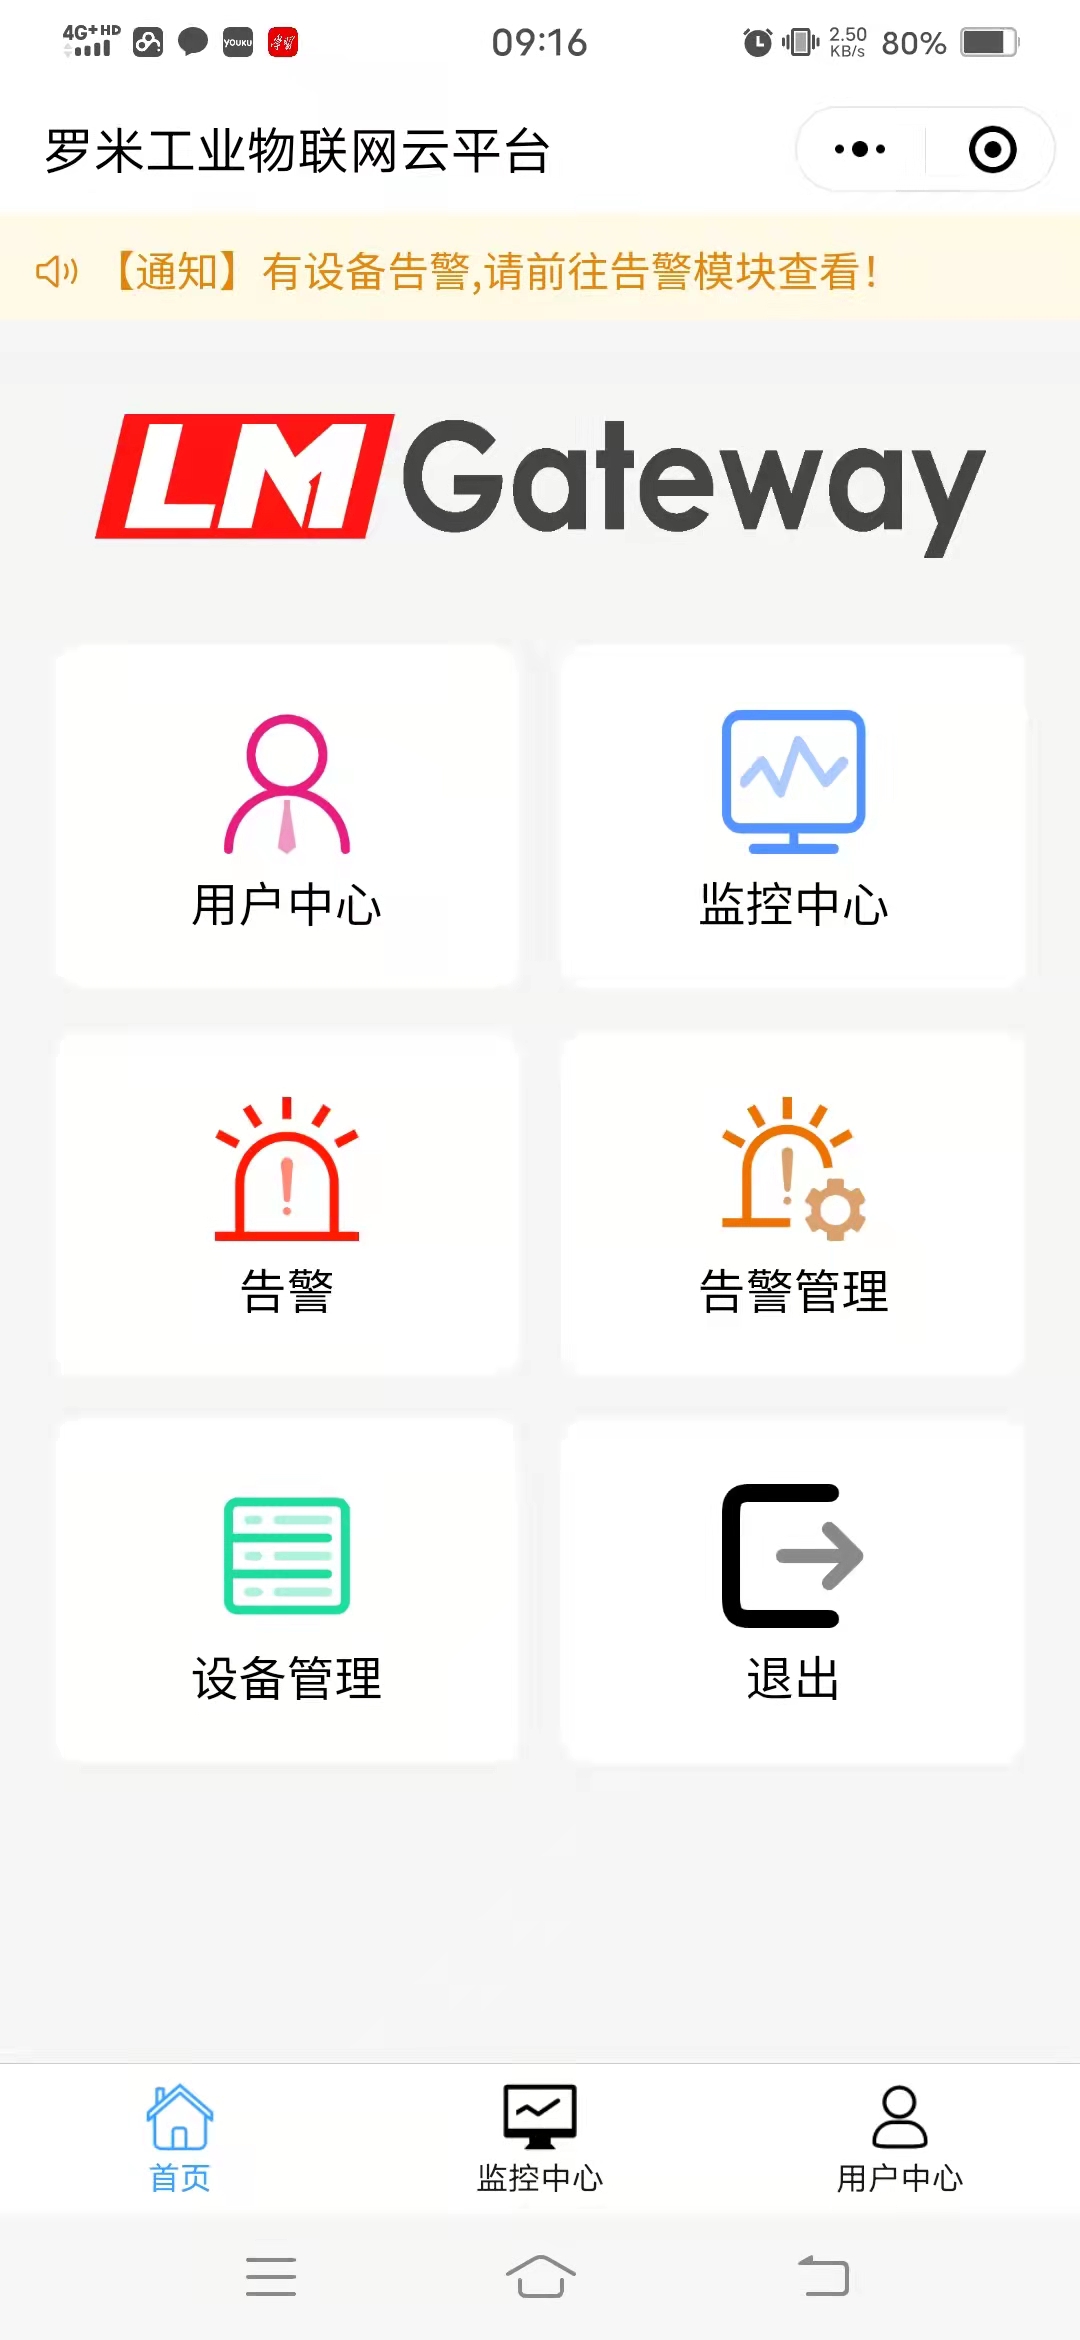 4G+HD
YOUKU
学习
09:16
2.50
KB/s
80%
罗米工业物联网云平台
【通知】有设备告警,请前往告警模块查看!
LM Gateway
用户中心
监控中心
告警
告警管理
设备管理
退出
首页
监控中心
用户中心